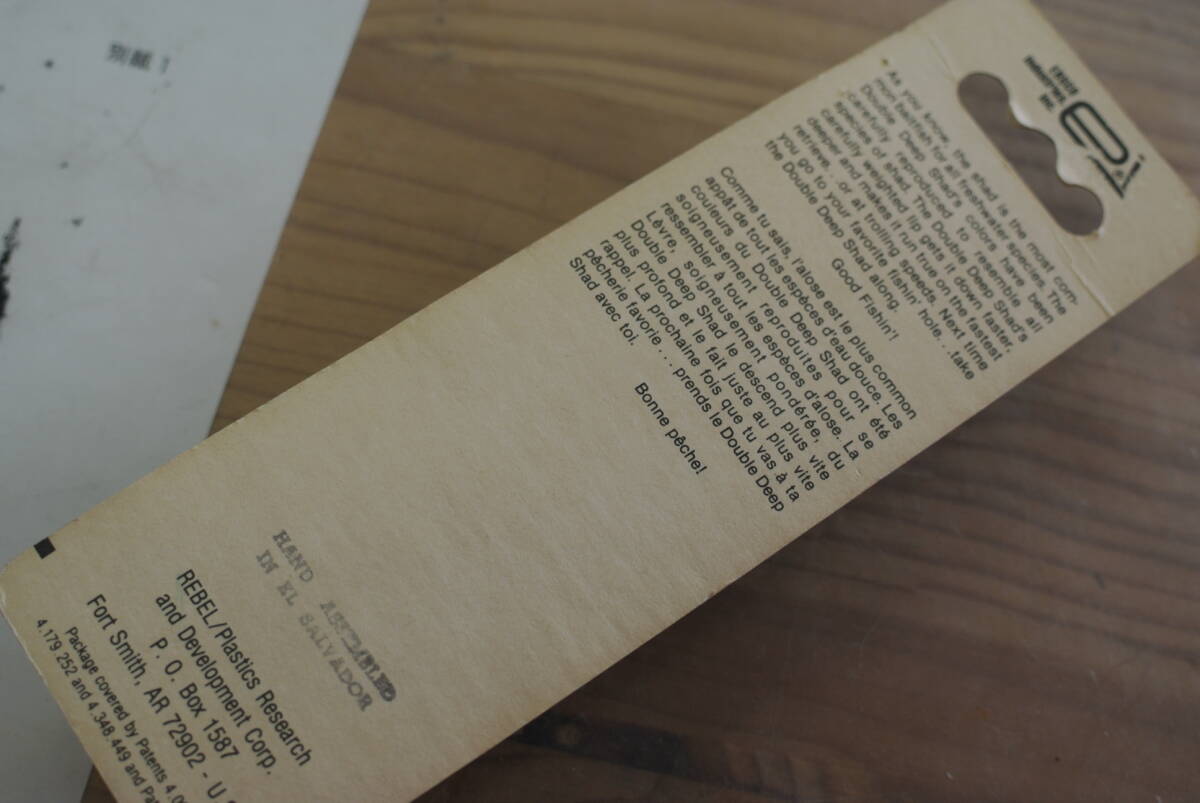 EBSCO
Industries,
Inc.
ei
As you know, the shad is the most com-
mon baitfish for all freshwater species. The
Double Deep Shad's colors have been
carefully reproduced to resemble all
species of shad. The Double Deep Shad's
carefully weighted lip gets it down faster,
deeper and makes it run true on the fastest
retrieve...or at trolling speeds. Next time
you go to your favorite fishin' hole...take
the Double Deep Shad along.
Good Fishin'!
Comme tu sais, l'alose est le plus common
appât de tout les espèces d'eau douce. Les
couleurs du Double Deep Shad ont été
soigneusement reproduites pour se
ressembler à tout les espèces d'alose. La
Lèvre, soigneusement pondérée, du
Double Deep Shad le descend plus vite
plus profond et le fait juste au plus vite
rappel. La prochaine fois que tu vas à ta
pêcherie favorie...prends le Double Deep
Shad avec toi.
Bonne pêche!
HAND ASSEMBLED
IN EL SALVADOR
REBEL/Plastics Research
and Development Corp.
P. O. Box 1587
Fort Smith, AR 72902 - U
Package covered by Patents
4,179,252 and 4,348,449 and